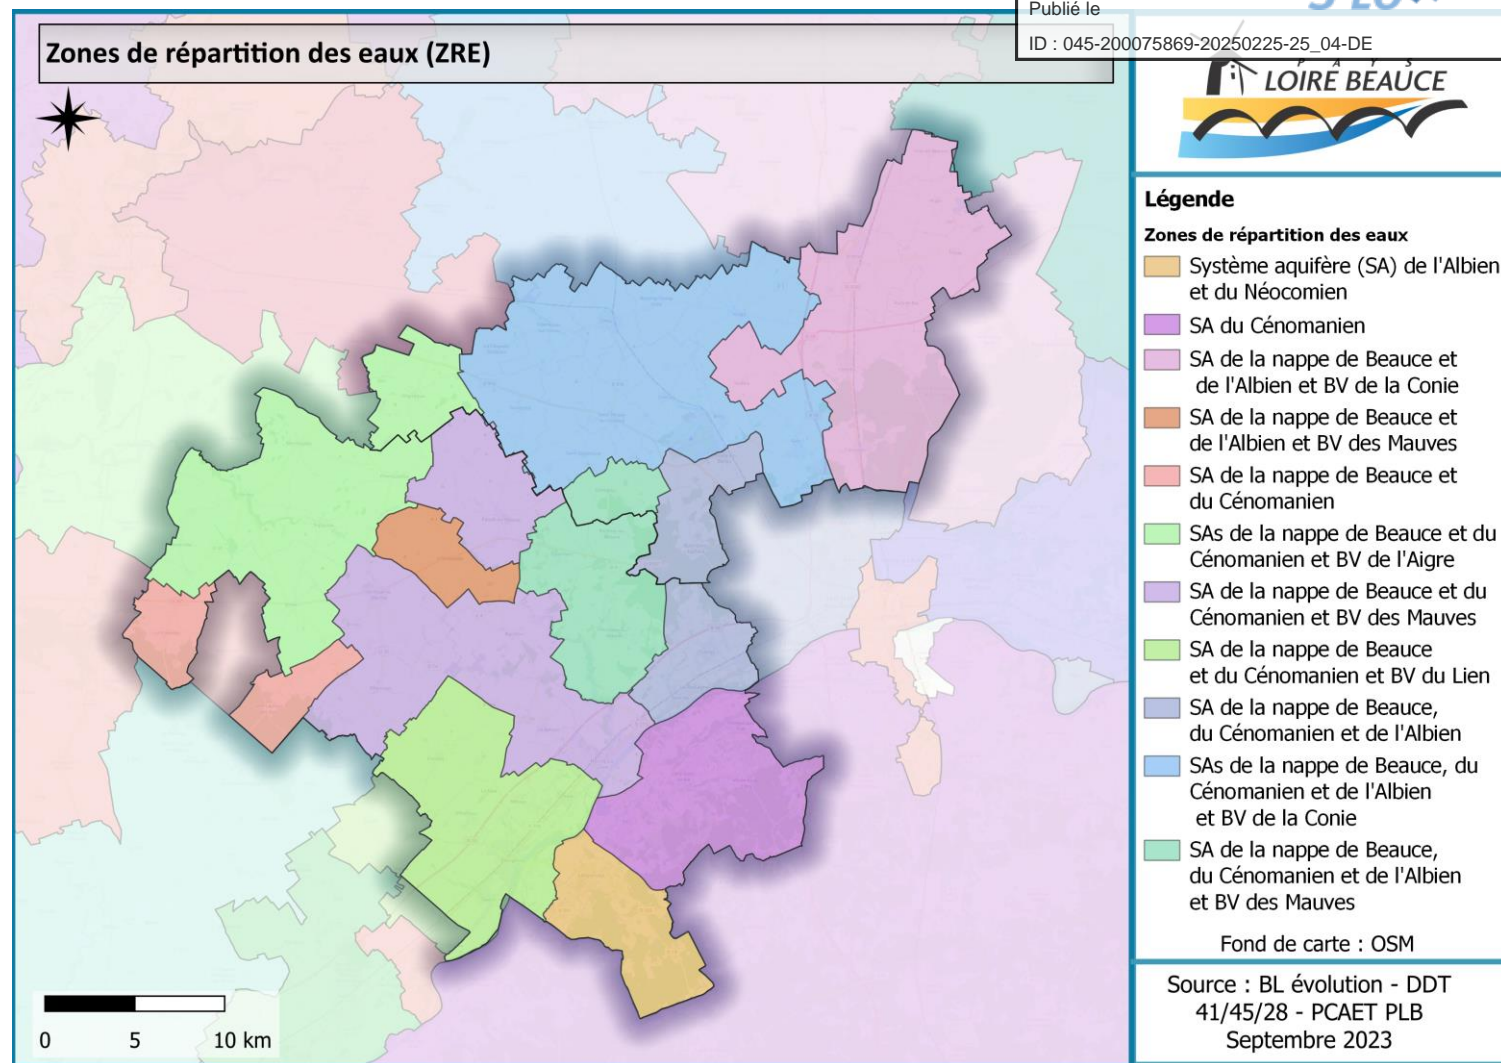 Publié le
ID : 045-200075869-20250225-25_04-DE
Zones de répartition des eaux (ZRE)
PAYS
LOIRE BEAUCE
Légende
Zones de répartition des eaux
Système aquifère (SA) de l'Albien
et du Néocomien
SA du Cénomanien
SA de la nappe de Beauce et
de l'Albien et BV de la Conie
SA de la nappe de Beauce et
de l'Albien et BV des Mauves
SA de la nappe de Beauce et
du Cénomanien
SAs de la nappe de Beauce et du
Cénomanien et BV de l'Aigre
SA de la nappe de Beauce et du
Cénomanien et BV des Mauves
SA de la nappe de Beauce
et du Cénomanien et BV du Lien
SA de la nappe de Beauce,
du Cénomanien et de l'Albien
SAs de la nappe de Beauce, du
Cénomanien et de l'Albien
et BV de la Conie
SA de la nappe de Beauce,
du Cénomanien et de l'Albien
et BV des Mauves
Fond de carte : OSM
Source : BL évolution - DDT
41/45/28 - PCAET PLB
Septembre 2023
0 5 10 km